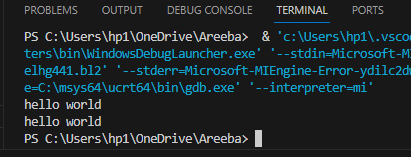 PROBLEMS OUTPUT DEBUG CONSOLE TERMINAL PORTS
PS C:\Users\hp1\OneDrive\Areeba> & 'c:\Users\hp1\.vsco
ters\bin\WindowsDebugLauncher.exe' '--stdin=Microsoft-M
elhg441.bl2' '--stderr=Microsoft-MIEngine-Error-ydilc2d
e=C:\msys64\ucrt64\bin\gdb.exe' '--interpreter=mi'
hello world
hello world
PS C:\Users\hp1\OneDrive\Areeba>